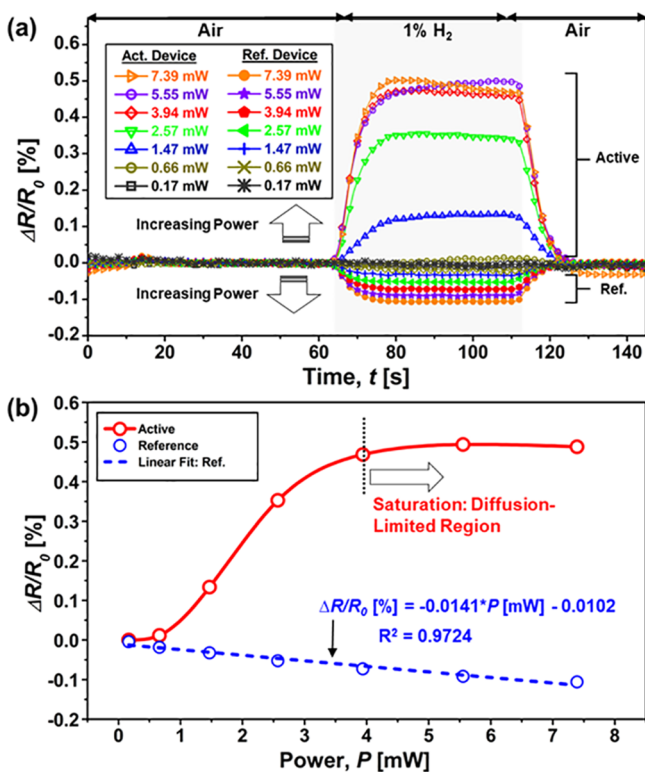 (a)
Air
1% H2
Air
0.6
0.5
0.4
0.3
0.2
0.1
0.0
-0.1
-0.2
ΔR/R0 [%]
Act. Device Ref. Device
7.39 mW 7.39 mW
5.55 mW 5.55 mW
3.94 mW 3.94 mW
2.57 mW 2.57 mW
1.47 mW 1.47 mW
0.66 mW 0.66 mW
0.17 mW 0.17 mW
Increasing Power
Increasing Power
Active
Ref.
0 20 40 60 80 100 120 140
Time, t [s]
(b)
0.6
0.5
0.4
0.3
0.2
0.1
0.0
-0.1
-0.2
ΔR/R0 [%]
Active
Reference
Linear Fit: Ref.
Saturation: Diffusion-
Limited Region
ΔR/R0 [%] = -0.0141*P [mW] - 0.0102
R2 = 0.9724
0 1 2 3 4 5 6 7 8
Power, P [mW]